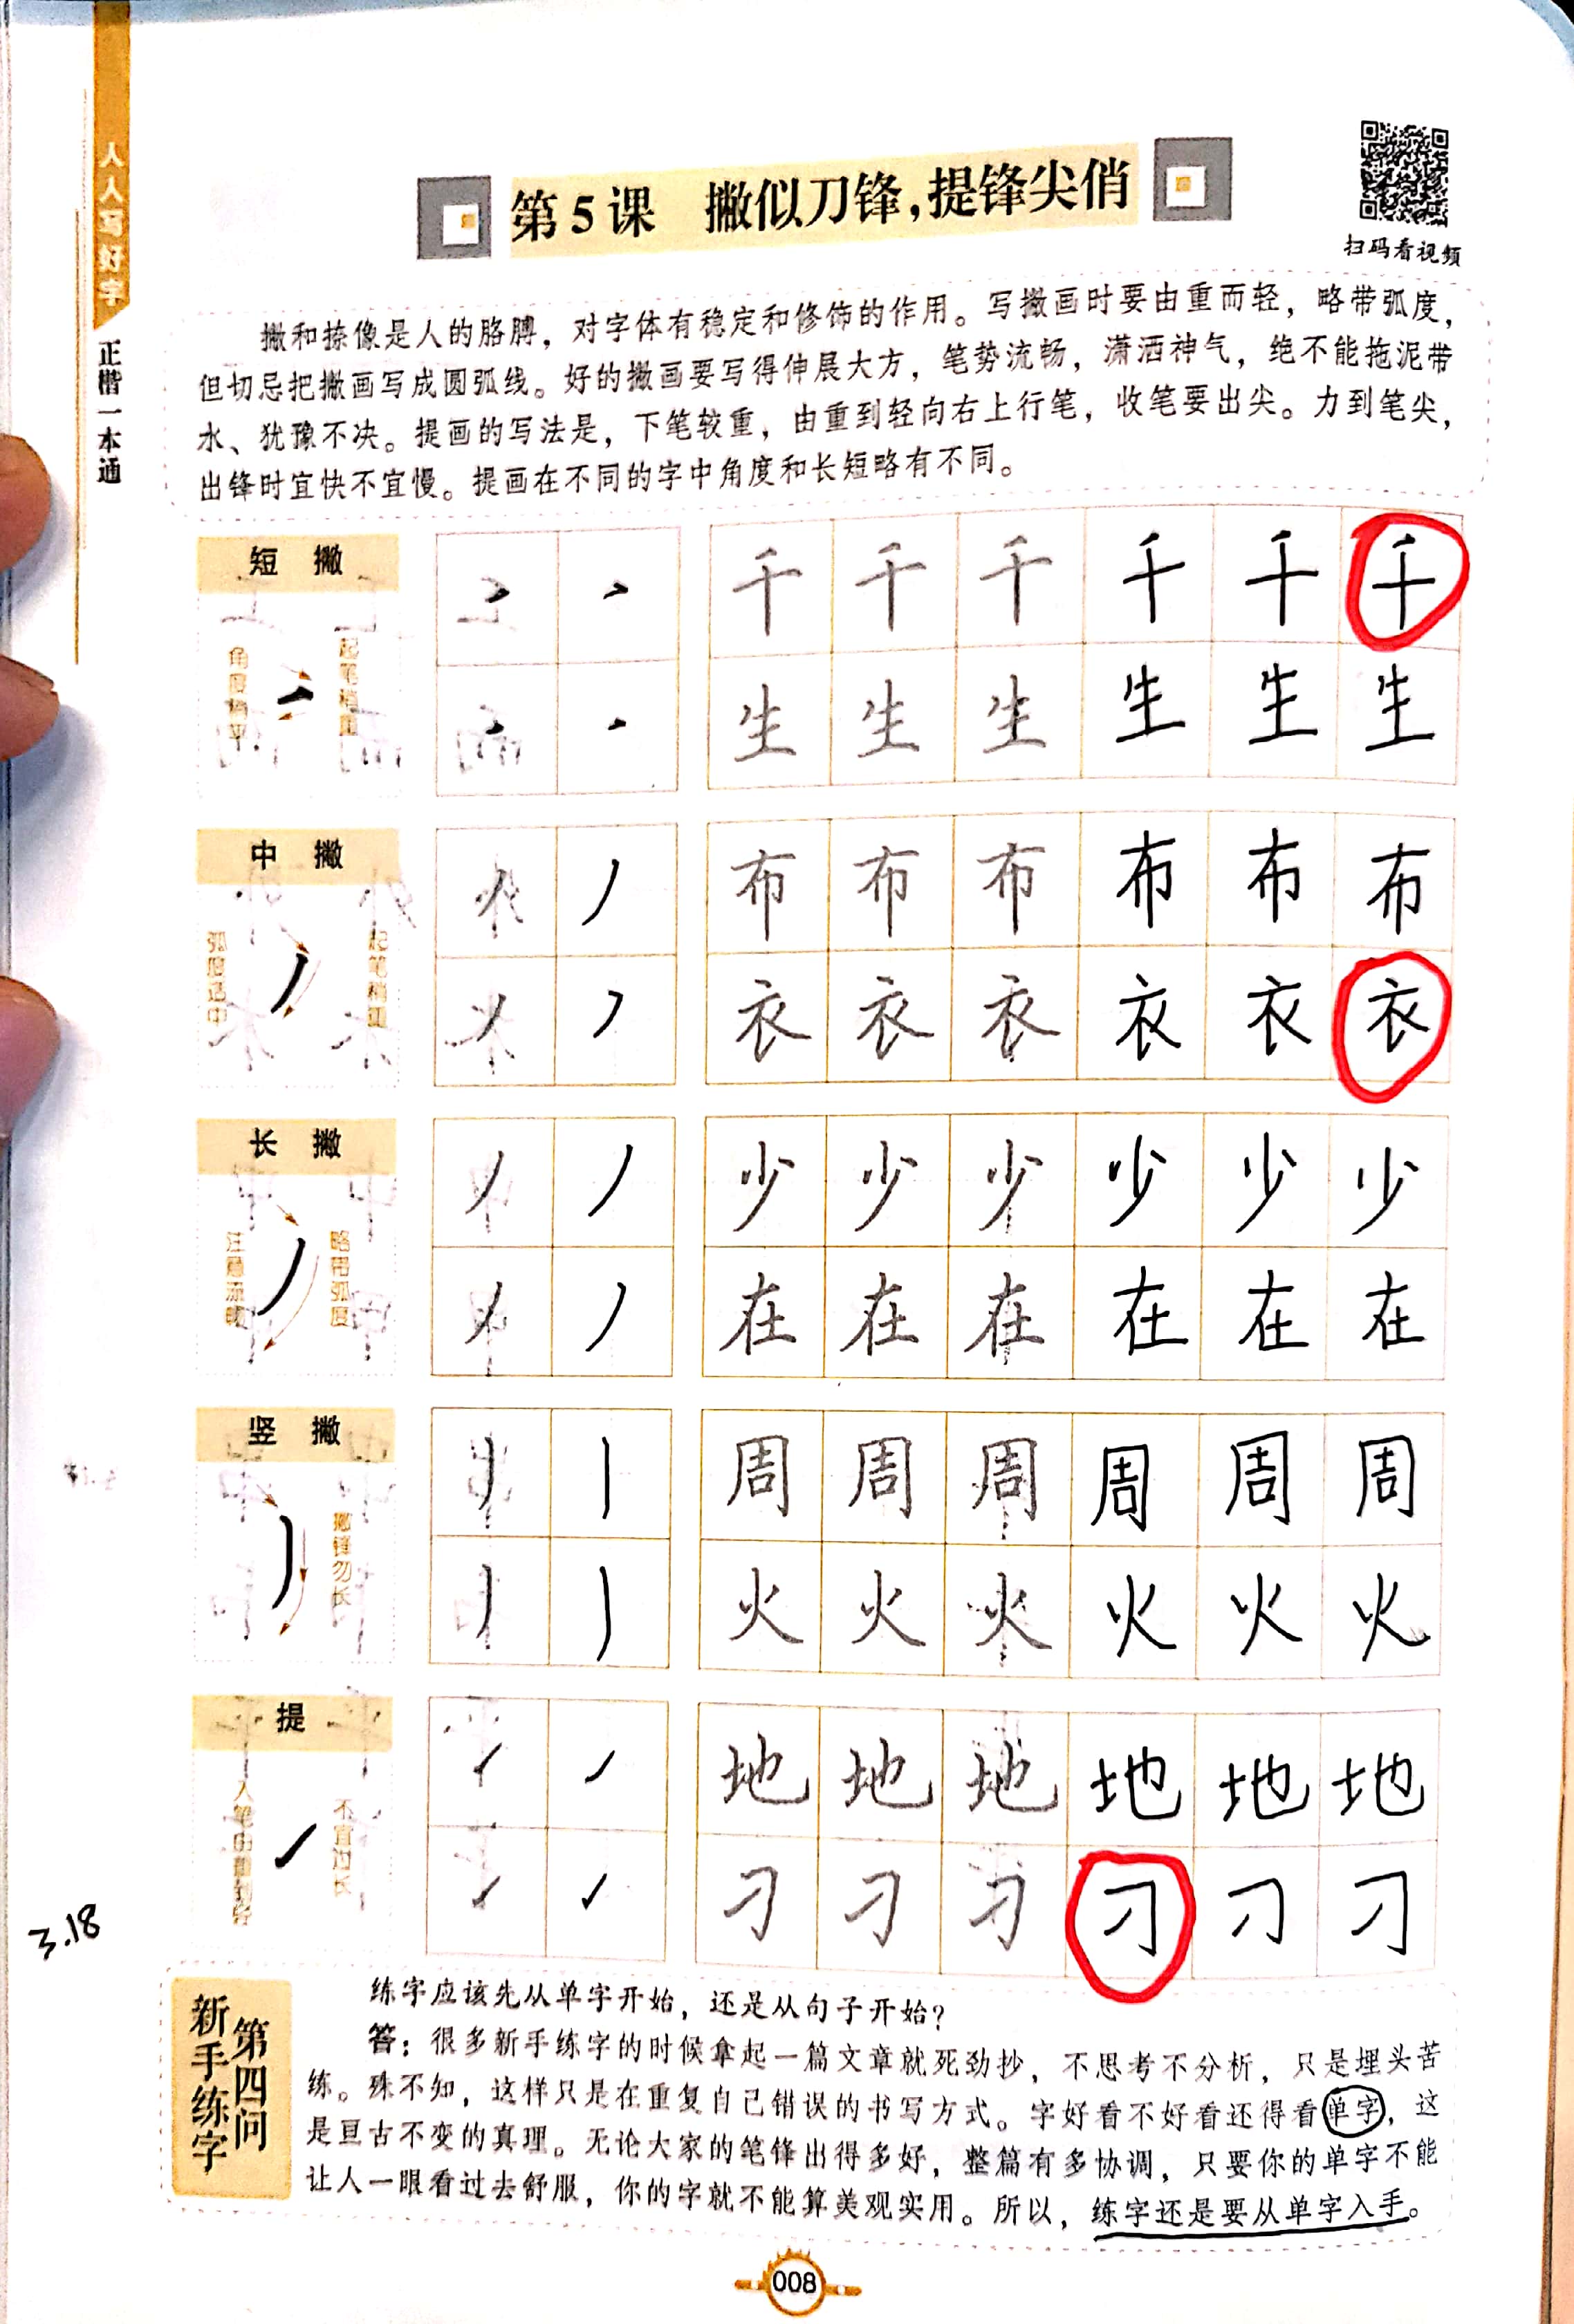 人人写好字
正楷一本通
第5课 撇似刀锋,提锋尖俏
扫码看视频
撇和捺像是人的胳膊，对字体有稳定和修饰的作用。写撇画时要由重而轻，略带弧度，
但切忌把撇画写成圆弧线。好的撇画要写得伸展大方，笔势流畅，潇洒神气，绝不能拖泥带
水、犹豫不决。提画的写法是，下笔较重，由重到轻向右上行笔，收笔要出尖。力到笔尖，
出锋时宜快不宜慢。提画在不同的字中角度和长短略有不同。
短撇
角度稍平
起笔稍重
千千千千千千
生生生生生生
中撇
弧度适中
起笔稍重
布布布布布布
衣衣衣衣衣衣
长撇
注意流畅
略带弧度
少少少少少少
在在在在在在
竖撇
撇锋勿长
周周周周周周
火火火火火火
提
入笔由重到轻
不宜过长
地地地地地地
刁刁刁刁刁刁
3.18
新手练字
第四问
练字应该先从单字开始，还是从句子开始？
答：很多新手练字的时候拿起一篇文章就死劲抄，不思考不分析，只是埋头苦
练。殊不知，这样只是在重复自己错误的书写方式。字好看不好看还得看单字，这
是亘古不变的真理。无论大家的笔锋出得多好，整篇有多协调，只要你的单字不能
让人一眼看过去舒服，你的字就不能算美观实用。所以，练字还是要从单字入手。
008